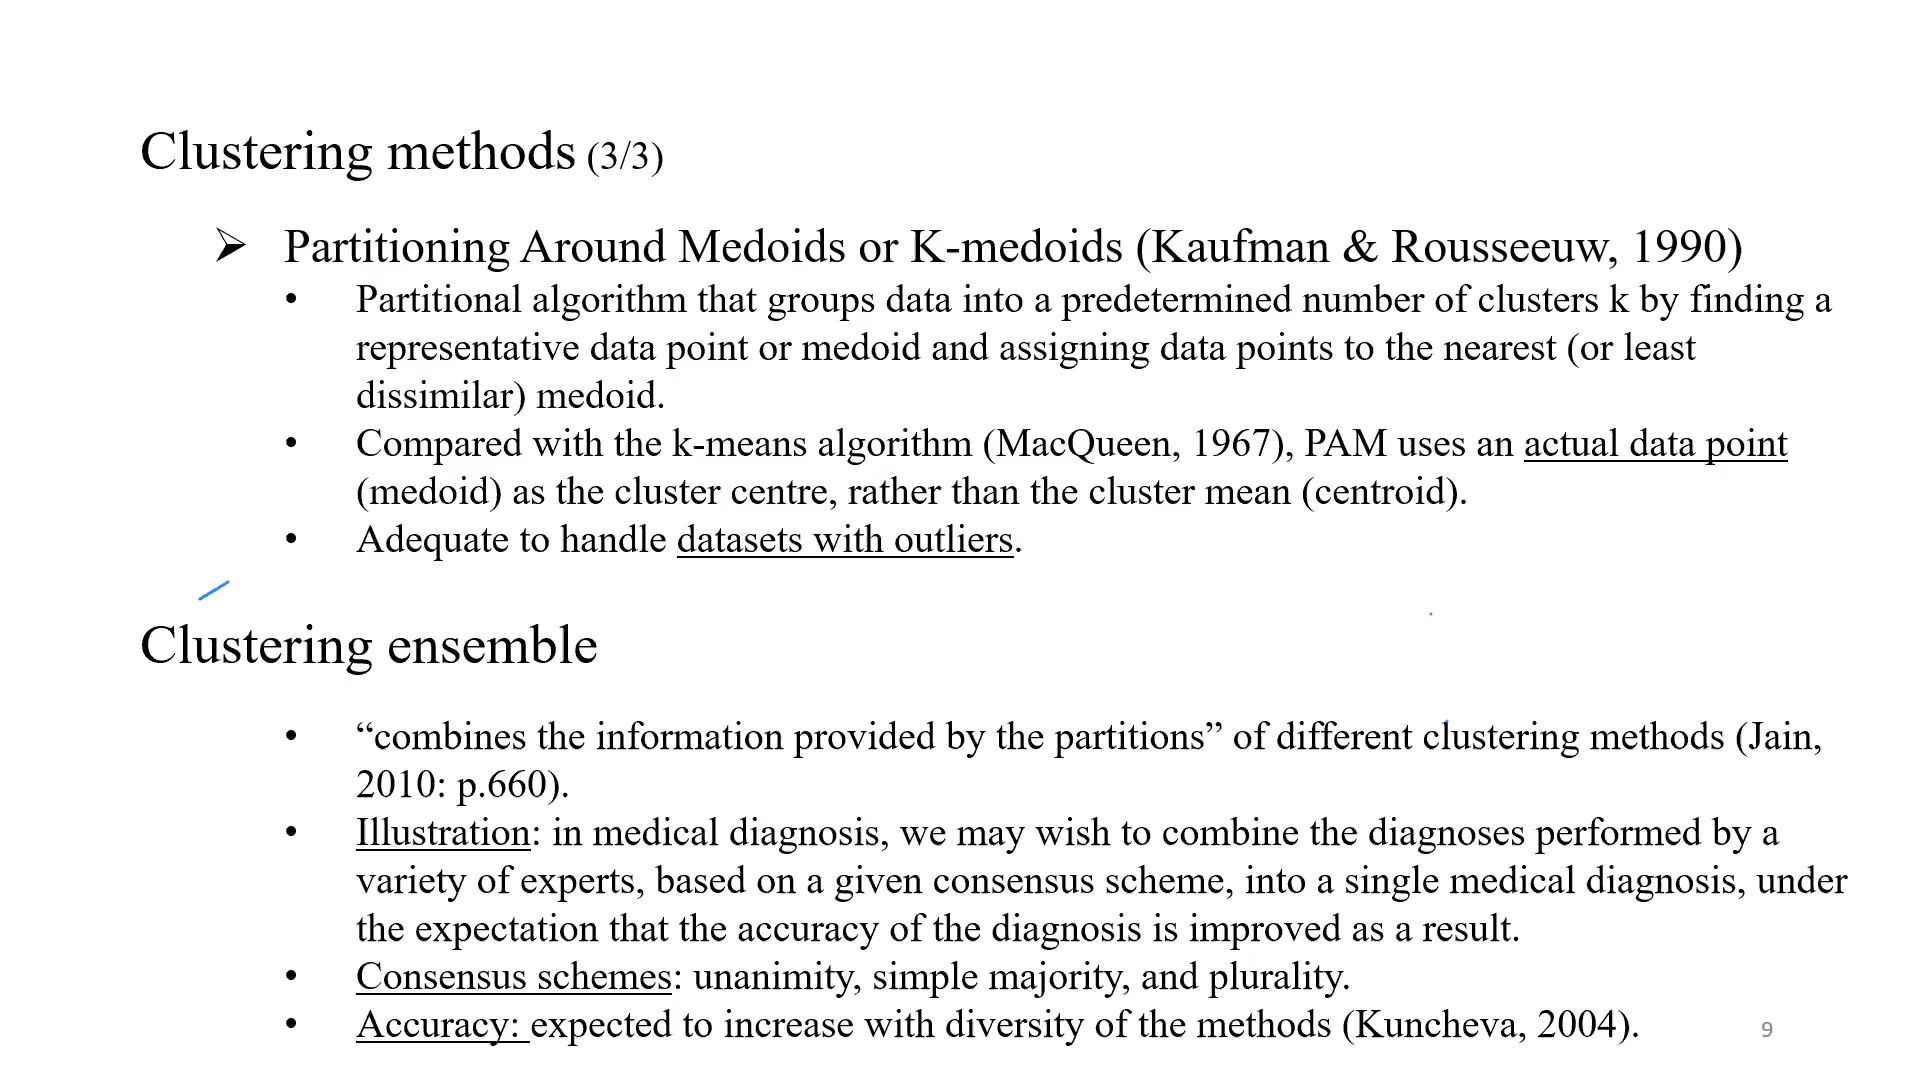 Clustering methods (3/3)
➢ Partitioning Around Medoids or K-medoids (Kaufman & Rousseeuw, 1990)
• Partitional algorithm that groups data into a predetermined number of clusters k by finding a
representative data point or medoid and assigning data points to the nearest (or least
dissimilar) medoid.
• Compared with the k-means algorithm (MacQueen, 1967), PAM uses an actual data point
(medoid) as the cluster centre, rather than the cluster mean (centroid).
• Adequate to handle datasets with outliers.
Clustering ensemble
• “combines the information provided by the partitions” of different clustering methods (Jain,
2010: p.660).
• Illustration: in medical diagnosis, we may wish to combine the diagnoses performed by a
variety of experts, based on a given consensus scheme, into a single medical diagnosis, under
the expectation that the accuracy of the diagnosis is improved as a result.
• Consensus schemes: unanimity, simple majority, and plurality.
• Accuracy: expected to increase with diversity of the methods (Kuncheva, 2004).
9